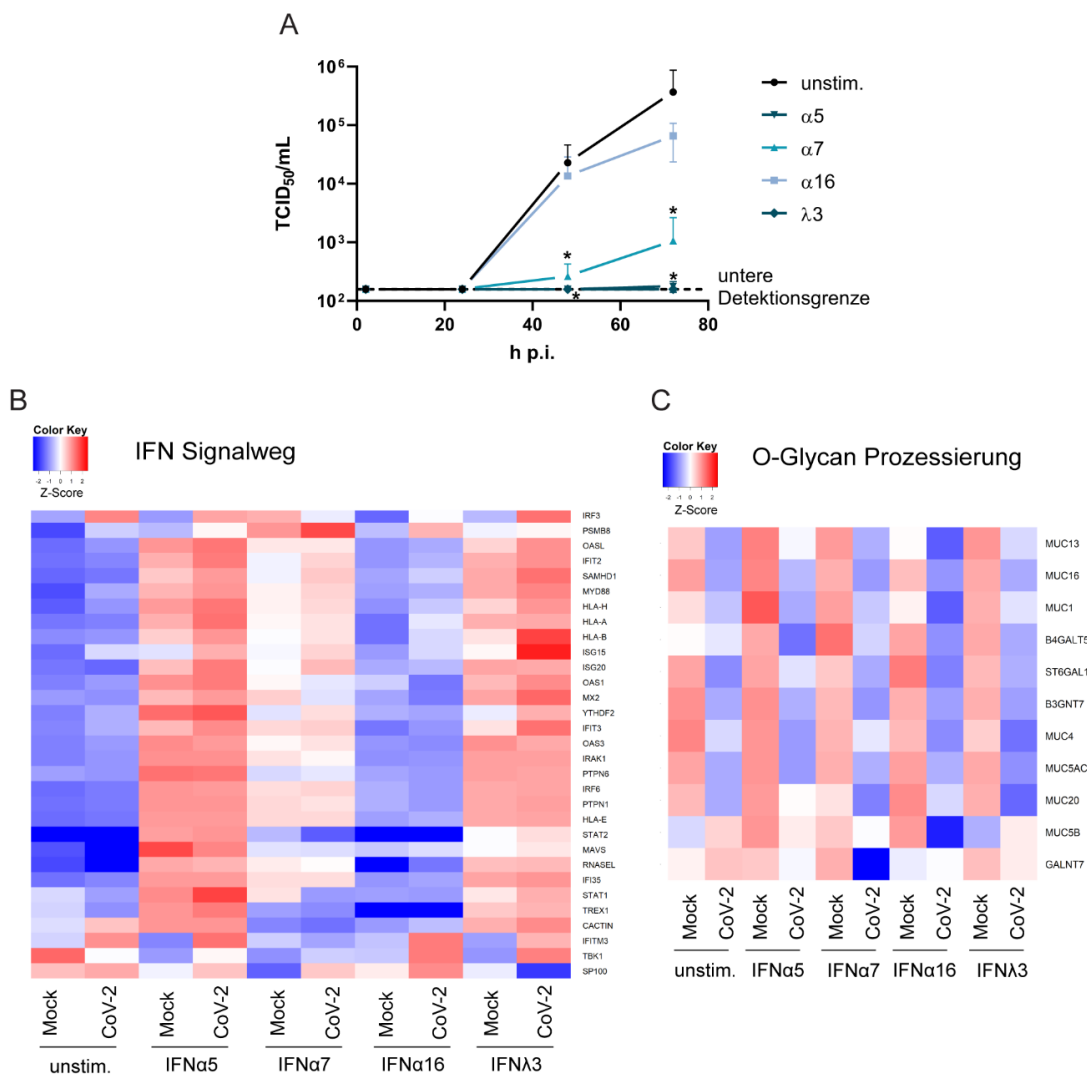 A
10⁶
10⁵
10⁴
10³
10²
TCID₅₀/mL
0
20
40
60
80
h p.i.
*
*
*
*
unstim.
α5
α7
α16
λ3
untere
Detektionsgrenze
B
Color Key
-2 -1 0 1 2
Z-Score
IFN Signalweg
IRF3
PSMB8
OASL
IFIT2
SAMHD1
MYD88
HLA-H
HLA-A
HLA-B
ISG15
ISG20
OAS1
MX2
YTHDF2
IFIT3
OAS3
IRAK1
PTPN6
IRF6
PTPN1
HLA-E
STAT2
MAVS
RNASEL
IFI35
STAT1
TREX1
CACTIN
IFITM3
TBK1
SP100
Mock CoV-2 Mock CoV-2 Mock CoV-2 Mock CoV-2 Mock CoV-2
unstim. IFNα5 IFNα7 IFNα16 IFNΛ3
C
Color Key
-2 -1 0 1 2
Z-Score
O-Glycan Prozessierung
MUC13
MUC16
MUC1
B4GALT5
ST6GAL1
B3GNT7
MUC4
MUC5AC
MUC20
MUC5B
GALNT7
Mock CoV-2 Mock CoV-2 Mock CoV-2 Mock CoV-2 Mock CoV-2
unstim. IFNα5 IFNα7 IFNα16 IFNΛ3